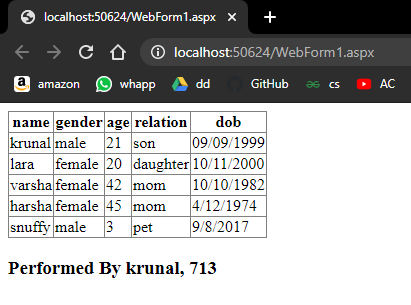 localhost:50624/WebForm1.aspx
localhost:50624/WebForm1.aspx
amazon whapp dd GitHub cs AC
name gender age relation dob
krunal male 21 son 09/09/1999
lara female 20 daughter 10/11/2000
varsha female 42 mom 10/10/1982
harsha female 45 mom 4/12/1974
snuffy male 3 pet 9/8/2017
Performed By krunal, 713